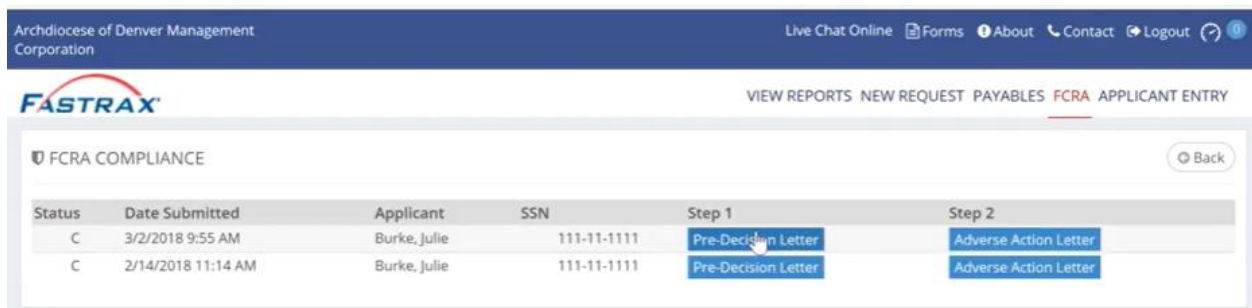 Archdiocese of Denver Management
Corporation
Live Chat Online Forms About Contact Logout 0
FASTRAX
VIEW REPORTS NEW REQUEST PAYABLES FCRA APPLICANT ENTRY
FCRA COMPLIANCE
Back
Status Date Submitted Applicant SSN Step 1 Step 2
C 3/2/2018 9:55 AM Burke, Julie 111-11-1111 Pre-Decision Letter Adverse Action Letter
C 2/14/2018 11:14 AM Burke, Julie 111-11-1111 Pre-Decision Letter Adverse Action Letter